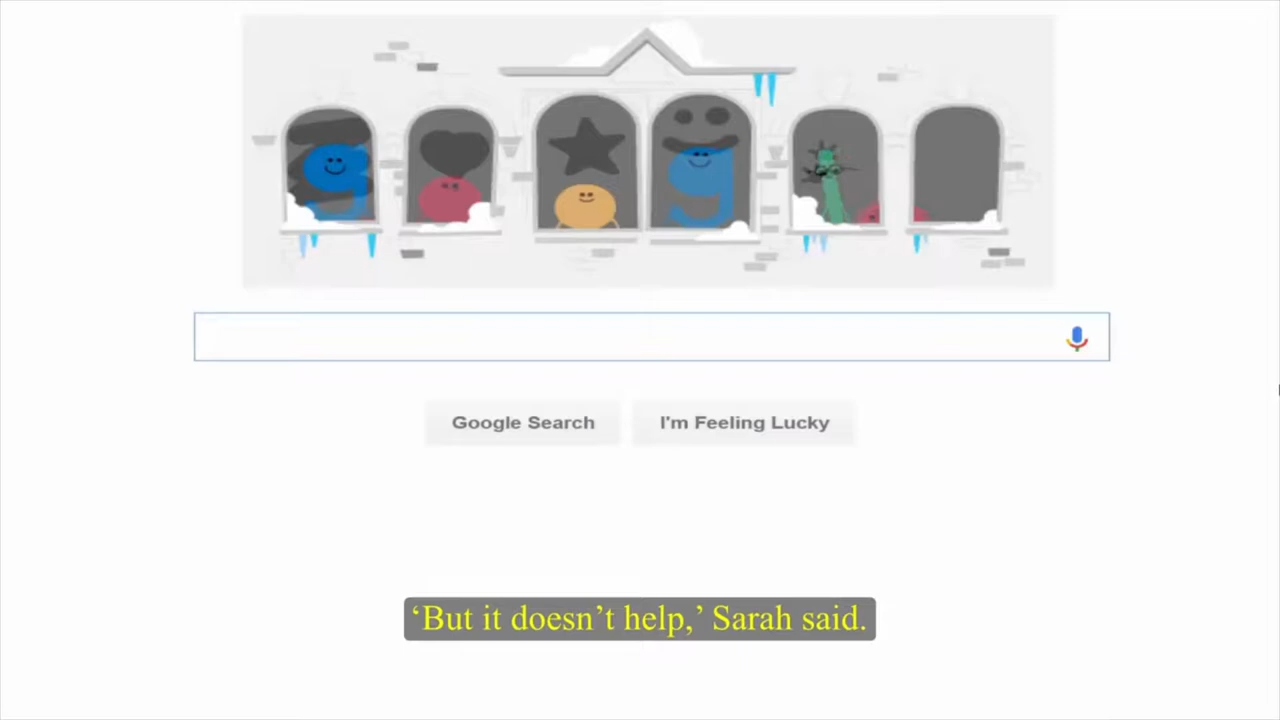 Google Search
I'm Feeling Lucky
‘But it doesn’t help,’ Sarah said.